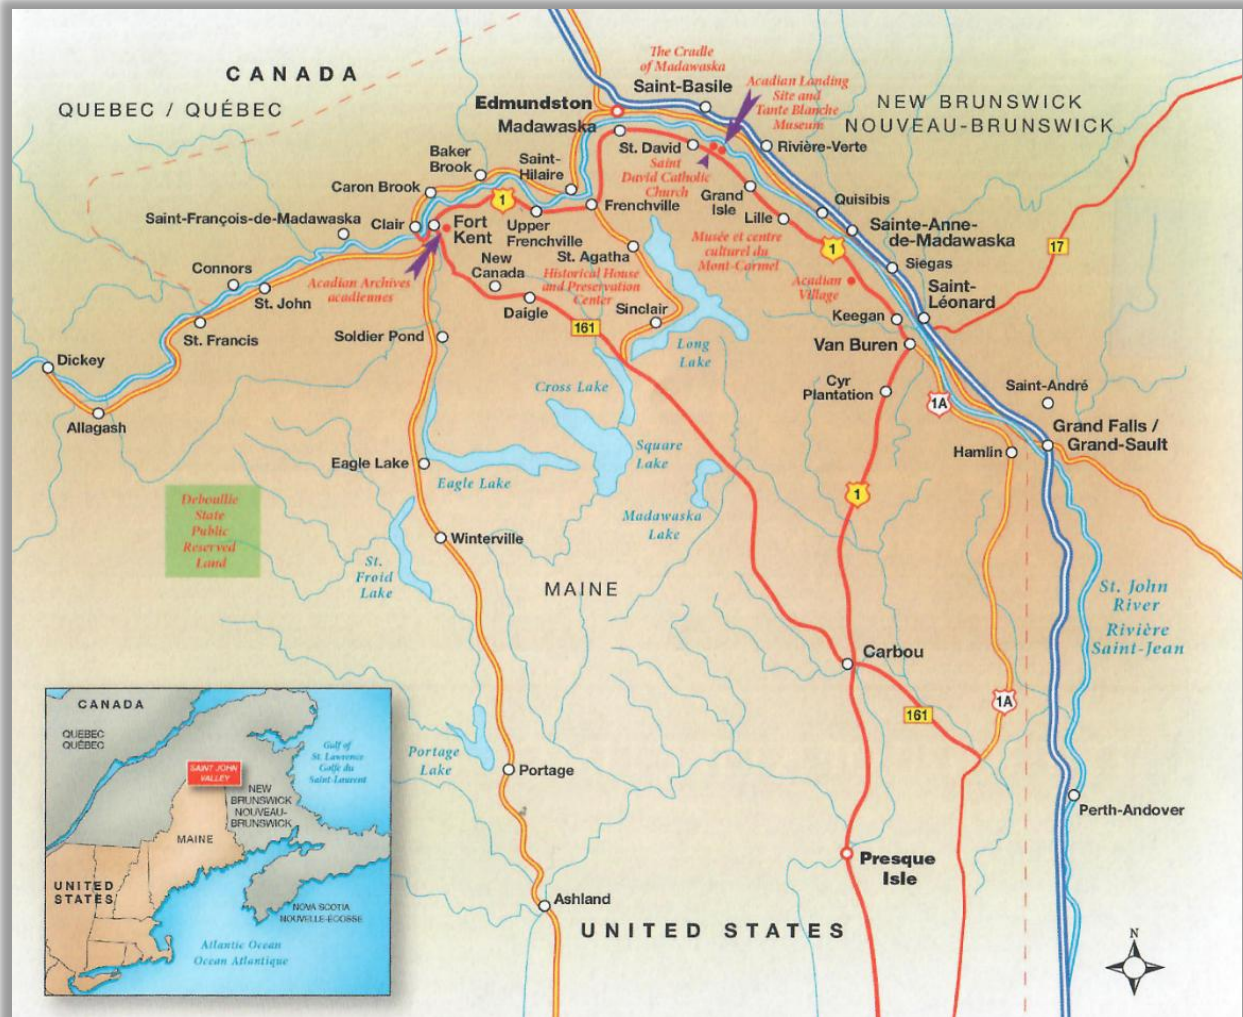 The Cradle
of Madawaska
Saint-Basile
CANADA
QUEBEC / QUÉBEC
Edmundston
Madawaska
Acadian Landing
Site and
Tante Blanche
Museum
NEW BRUNSWICK
NOUVEAU-BRUNSWICK
St. David
Rivière-Verte
Saint
David Catholic
Church
Baker
Brook
Saint-
Hilaire
Caron Brook
1
Frenchville
Grand
Isle
Quisibis
Saint-François-de-Madawaska
Clair
Fort
Kent
Upper
Frenchville
Lille
Sainte-Anne-
de-Madawaska
St. Agatha
Musée et centre
culturel du
Mont-Carmel
1
17
New
Canada
Siegas
Connors
St. John
Acadian Archives
acadiennes
Historical House
and Preservation
Center
Acadian
Village
Saint-
Léonard
Daigle
Sinclair
Keegan
161
St. Francis
Soldier Pond
Long
Lake
Van Buren
Dickey
Cross Lake
Cyr
Plantation
Saint-André
1A
Allagash
Grand Falls /
Grand-Sault
Square
Lake
Hamlin
Eagle Lake
Eagle Lake
1
Deboullie
State
Public
Reserved
Land
Madawaska
Lake
Winterville
St.
Froid
Lake
MAINE
St. John
River
Rivière
Saint-Jean
Carbou
1A
161
Portage
Lake
Portage
Perth-Andover
Presque
Isle
Ashland
UNITED STATES
N
CANADA
QUEBEC
QUÉBEC
Gulf of
St. Lawrence
Golfe du
Saint-Laurent
SAINT JOHN
VALLEY
NEW
BRUNSWICK
NOUVEAU-
BRUNSWICK
MAINE
UNITED
STATES
NOVA SCOTIA
NOUVELLE-ÉCOSSE
Atlantic Ocean
Ocean Atlantique